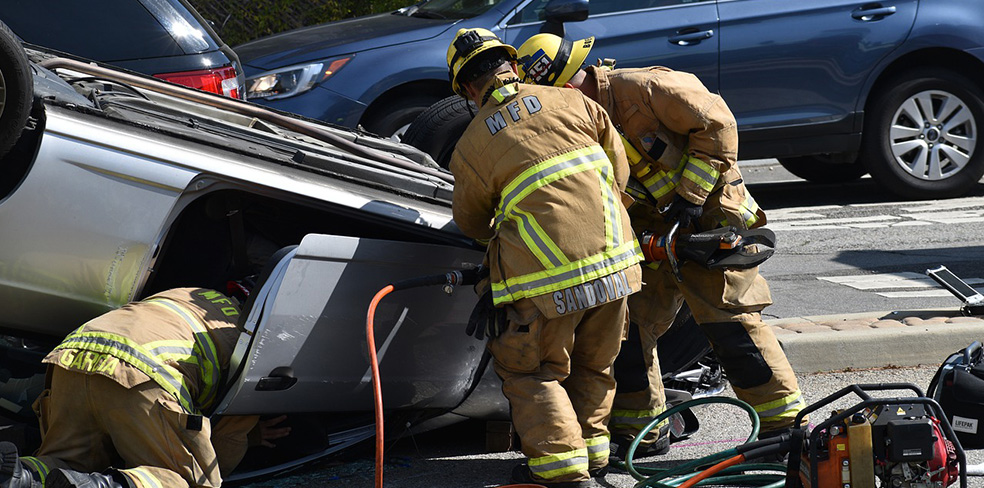 MFD
SANDOVAL
MFD
GARCIA
LIFEPAK